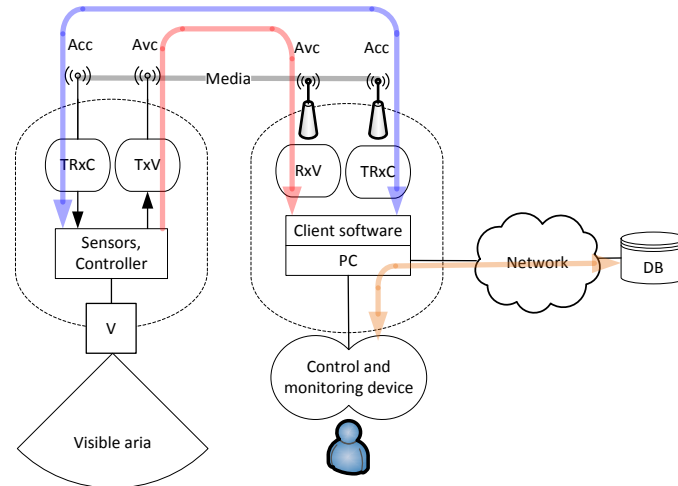 Acc
Avc
Avc
Acc
Media
TRxC
TxV
RxV
TRxC
Sensors,
Controller
Client software
PC
Network
DB
V
Control and
monitoring device
Visible aria